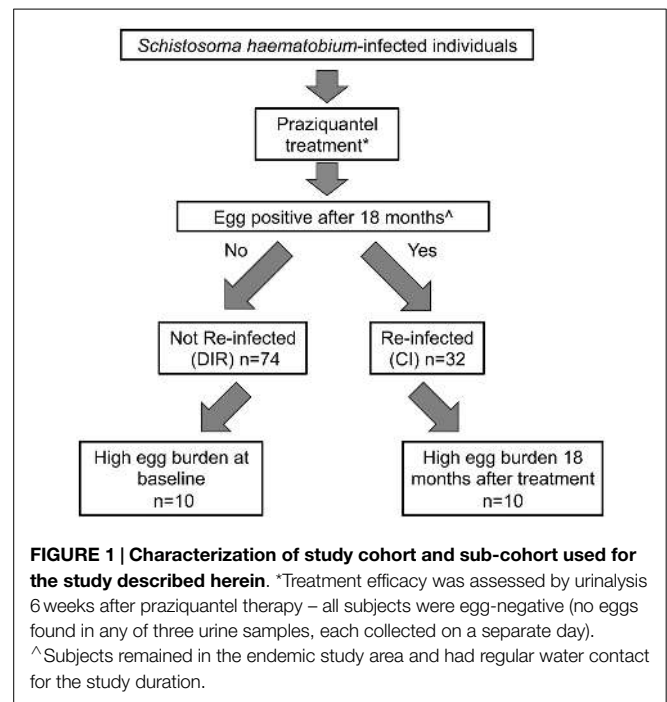 Schistosoma haematobium-infected individuals
Praziquantel
treatment*
Egg positive after 18 months^
No
Yes
Not Re-infected
(DIR) n=74
Re-infected
(CI) n=32
High egg burden at
baseline
n=10
High egg burden 18
months after treatment
n=10
FIGURE 1 | Characterization of study cohort and sub-cohort used for
the study described herein. *Treatment efficacy was assessed by urinalysis
6 weeks after praziquantel therapy – all subjects were egg-negative (no eggs
found in any of three urine samples, each collected on a separate day).
^Subjects remained in the endemic study area and had regular water contact
for the study duration.